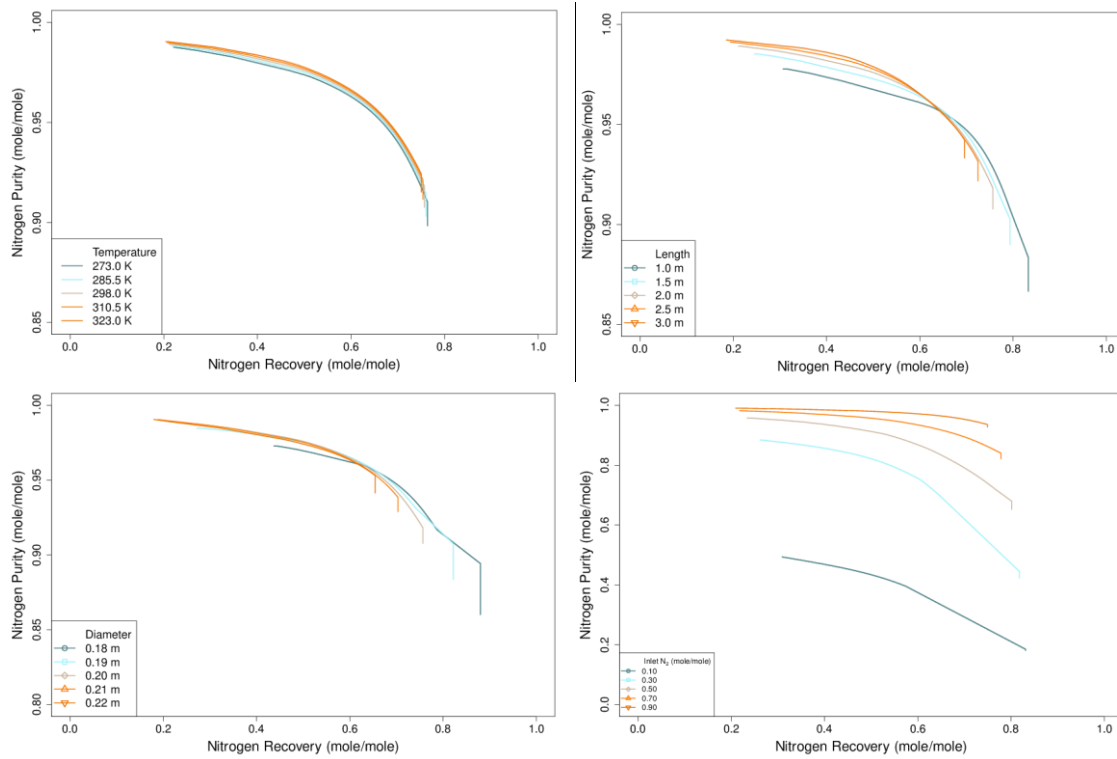 1.00
0.95
0.90
0.85
Nitrogen Purity (mole/mole)
Temperature
273.0 K
285.5 K
298.0 K
310.5 K
323.0 K
0.0 0.2 0.4 0.6 0.8 1.0
Nitrogen Recovery (mole/mole)
1.00
0.95
0.90
0.85
Nitrogen Purity (mole/mole)
Length
1.0 m
1.5 m
2.0 m
2.5 m
3.0 m
0.0 0.2 0.4 0.6 0.8 1.0
Nitrogen Recovery (mole/mole)
1.00
0.95
0.90
0.85
0.80
Nitrogen Purity (mole/mole)
Diameter
0.18 m
0.19 m
0.20 m
0.21 m
0.22 m
0.0 0.2 0.4 0.6 0.8 1.0
Nitrogen Recovery (mole/mole)
1.0
0.8
0.6
0.4
0.2
0.0
Nitrogen Purity (mole/mole)
Inlet N₂ (mole/mole)
0.10
0.30
0.50
0.70
0.90
0.0 0.2 0.4 0.6 0.8 1.0
Nitrogen Recovery (mole/mole)